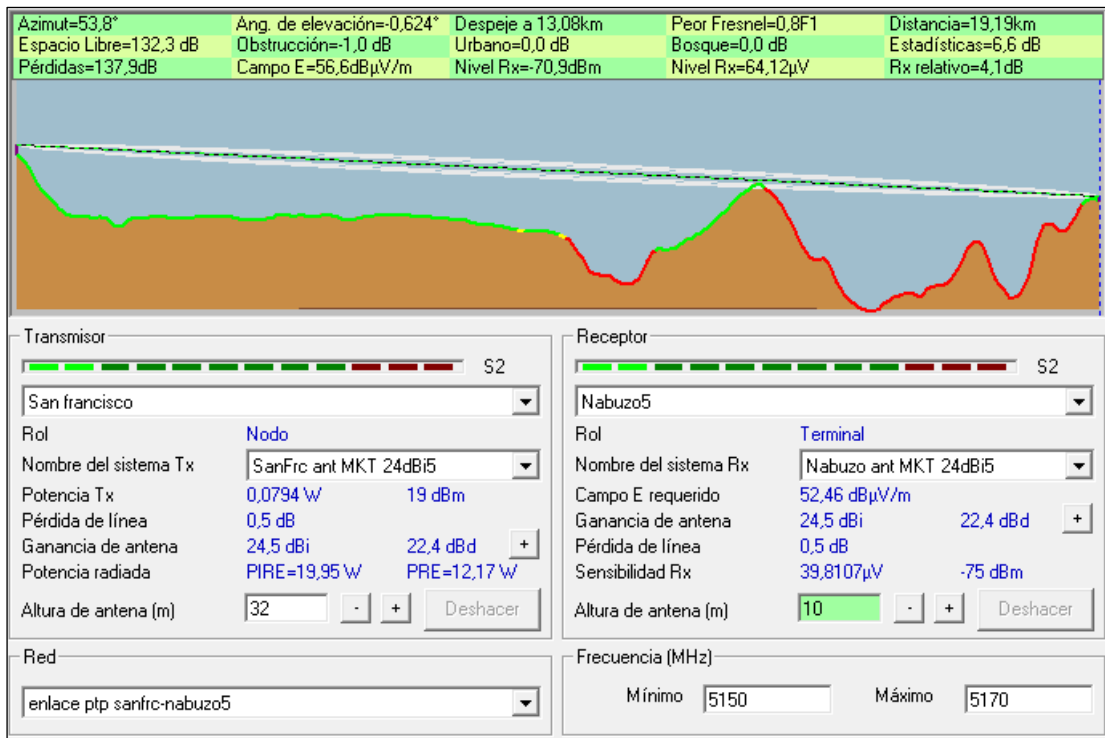 Azimut=53,8° Ang. de elevación=-0,624° Despeje a 13,08km Peor Fresnel=0,8F1 Distancia=19,19km
Espacio Libre=132,3 dB Obstrucción=-1,0 dB Urbano=0,0 dB Bosque=0,0 dB Estadísticas=6,6 dB
Pérdidas=137,9dB Campo E=56,6dBµV/m Nivel Rx=-70,9dBm Nivel Rx=64,12µV Rx relativo=4,1dB
Transmisor
S2
San francisco
Rol Nodo
Nombre del sistema Tx SanFrc ant MKT 24dBi5
Potencia Tx 0,0794 W 19 dBm
Pérdida de línea 0,5 dB
Ganancia de antena 24,5 dBi 22,4 dBd +
Potencia radiada PIRE=19,95 W PRE=12,17 W
Altura de antena (m) 32 - + Deshacer
Receptor
S2
Nabuzo5
Rol Terminal
Nombre del sistema Rx Nabuzo ant MKT 24dBi5
Campo E requerido 52,46 dBµV/m
Ganancia de antena 24,5 dBi 22,4 dBd +
Pérdida de línea 0,5 dB
Sensibilidad Rx 39,8107µV -75 dBm
Altura de antena (m) 10 - + Deshacer
Red
enlace ptp sanfrc-nabuzo5
Frecuencia (MHz)
Mínimo 5150 Máximo 5170